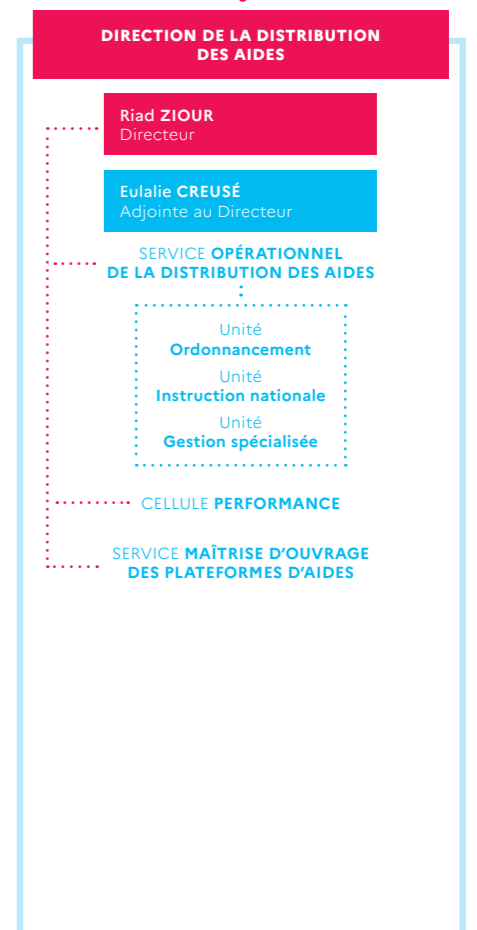 DIRECTION DE LA DISTRIBUTION
DES AIDES
Riad ZIOUR
Directeur
Eulalie CREUSÉ
Adjointe au Directeur
SERVICE OPÉRATIONNEL
DE LA DISTRIBUTION DES AIDES
Unité
Ordonnancement
Unité
Instruction nationale
Unité
Gestion spécialisée
CELLULE PERFORMANCE
SERVICE MAÎTRISE D'OUVRAGE
DES PLATEFORMES D'AIDES